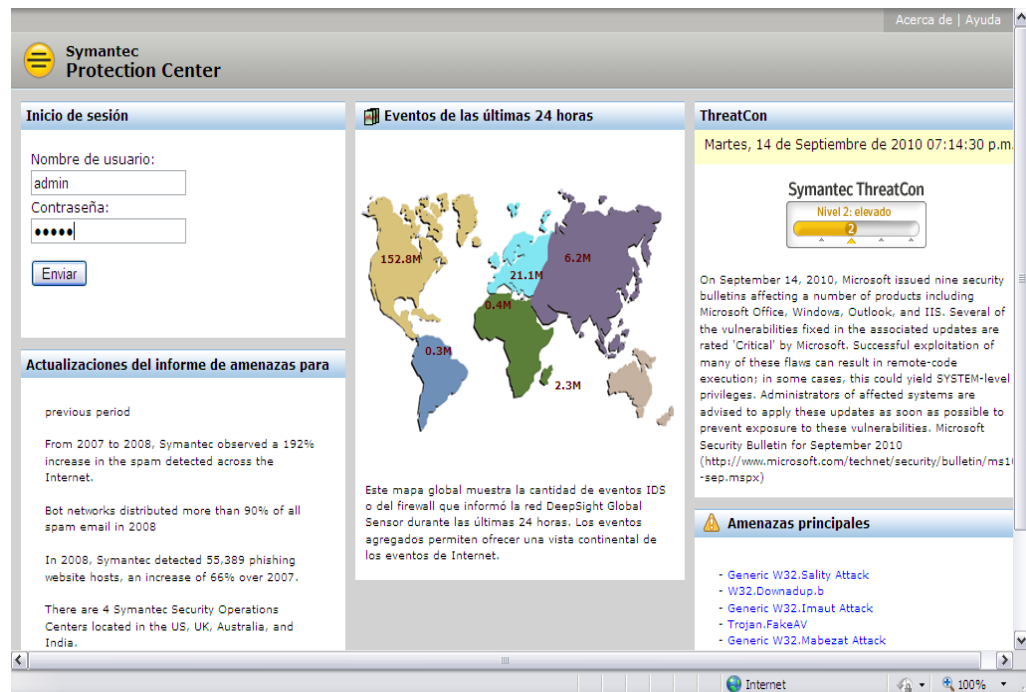 Acerca de | Ayuda
Symantec
Protection Center
Inicio de sesión
Nombre de usuario:
admin
Contraseña:
•••••
Enviar
Actualizaciones del informe de amenazas para
previous period
From 2007 to 2008, Symantec observed a 192%
increase in the spam detected across the
Internet.
Bot networks distributed more than 90% of all
spam email in 2008
In 2008, Symantec detected 55,389 phishing
website hosts, an increase of 66% over 2007.
There are 4 Symantec Security Operations
Centers located in the US, UK, Australia, and
India.
Eventos de las últimas 24 horas
152.8M
21.1M
6.2M
0.4M
0.3M
2.3M
Este mapa global muestra la cantidad de eventos IDS
o del firewall que informó la red DeepSight Global
Sensor durante las últimas 24 horas. Los eventos
agregados permiten ofrecer una vista continental de
los eventos de Internet.
ThreatCon
Martes, 14 de Septiembre de 2010 07:14:30 p.m.
Symantec ThreatCon
Nivel 2: elevado
2
On September 14, 2010, Microsoft issued nine security
bulletins affecting a number of products including
Microsoft Office, Windows, Outlook, and IIS. Several of
the vulnerabilities fixed in the associated updates are
rated 'Critical' by Microsoft. Successful exploitation of
many of these flaws can result in remote-code
execution; in some cases, this could yield SYSTEM-level
privileges. Administrators of affected systems are
advised to apply these updates as soon as possible to
prevent exposure to these vulnerabilities. Microsoft
Security Bulletin for September 2010
(http://www.microsoft.com/technet/security/bulletin/ms10
-sep.mspx)
Amenazas principales
- Generic W32.Sality Attack
- W32.Downadup.b
- Generic W32.Imaut Attack
- Trojan.FakeAV
- Generic W32.Mabezat Attack
Internet
100%